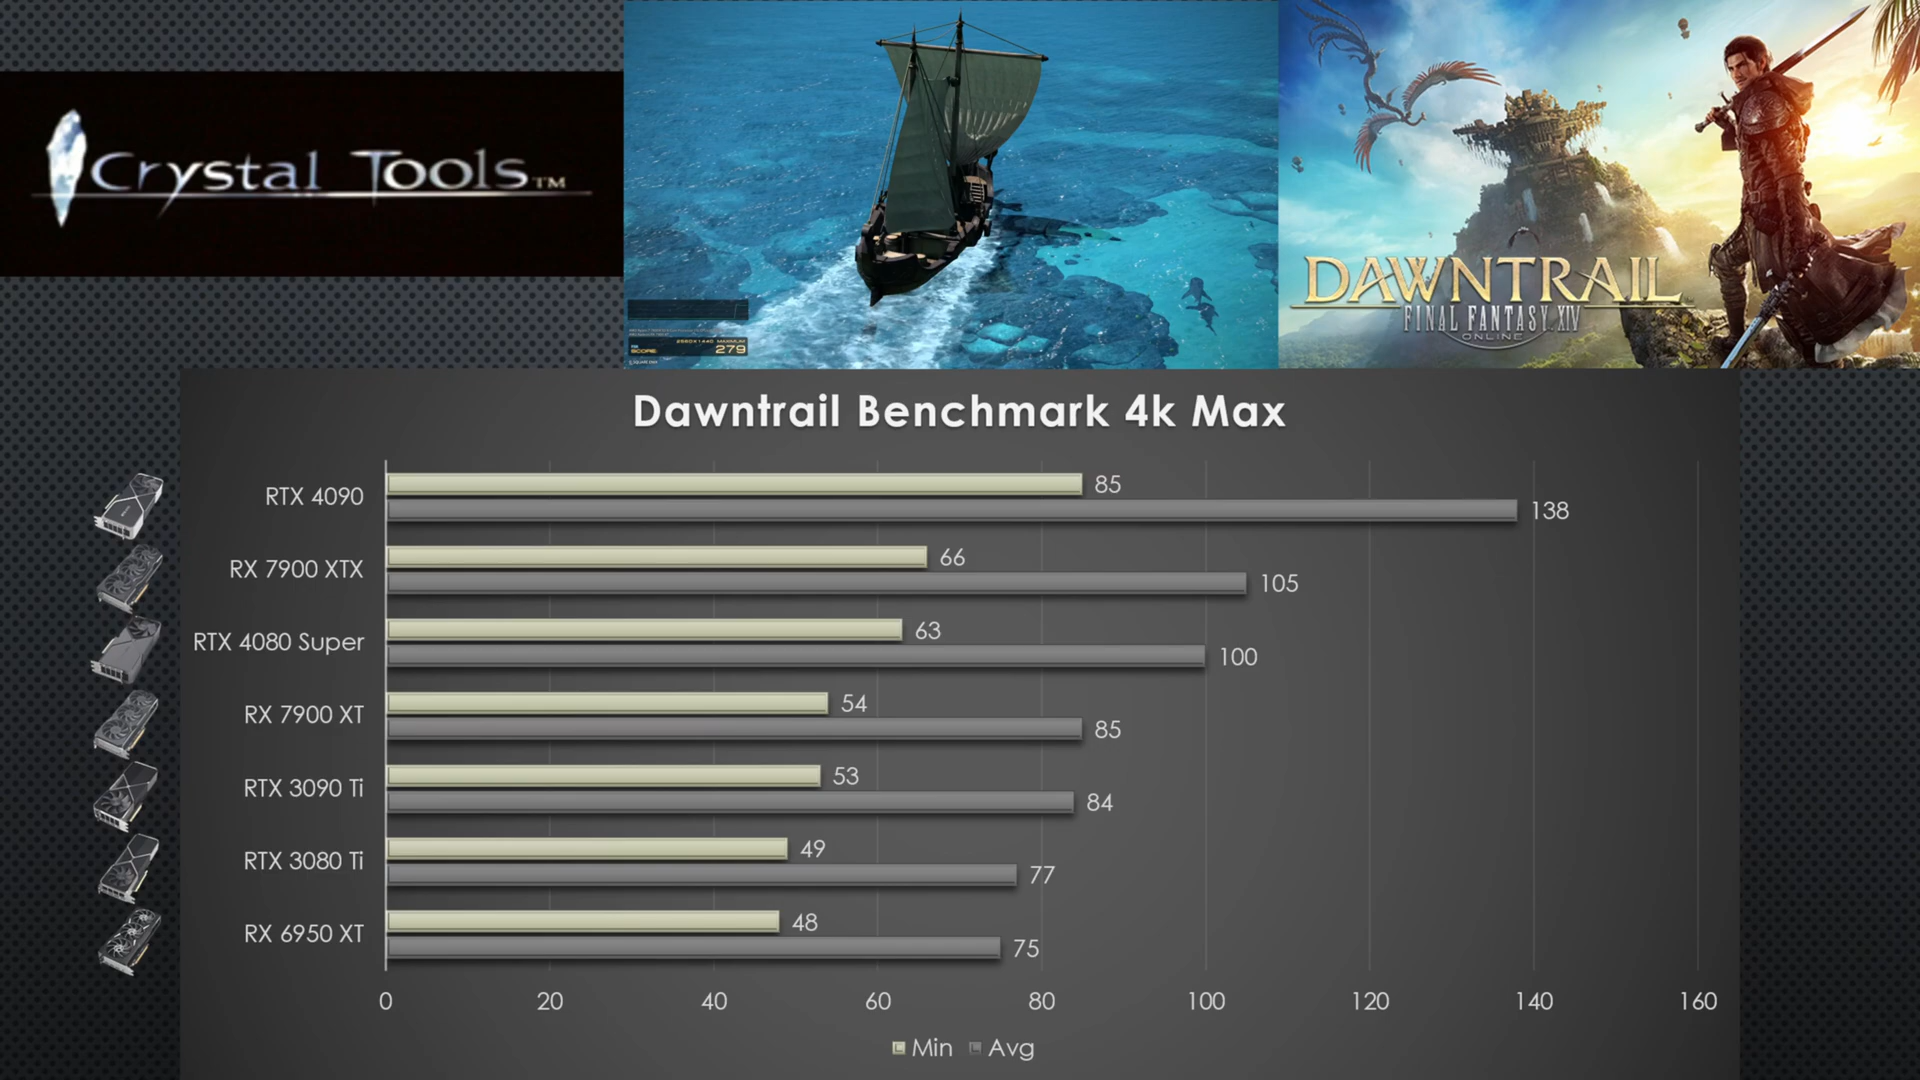 Crystal Tools™
2560X1440 MAXIMUM
SCORE: 279
DAWNTRAIL
FINAL FANTASY XIV
ONLINE
Dawntrail Benchmark 4k Max
RTX 4090
85
138
RX 7900 XTX
66
105
RTX 4080 Super
63
100
RX 7900 XT
54
85
RTX 3090 Ti
53
84
RTX 3080 Ti
49
77
RX 6950 XT
48
75
0 20 40 60 80 100 120 140 160
Min Avg